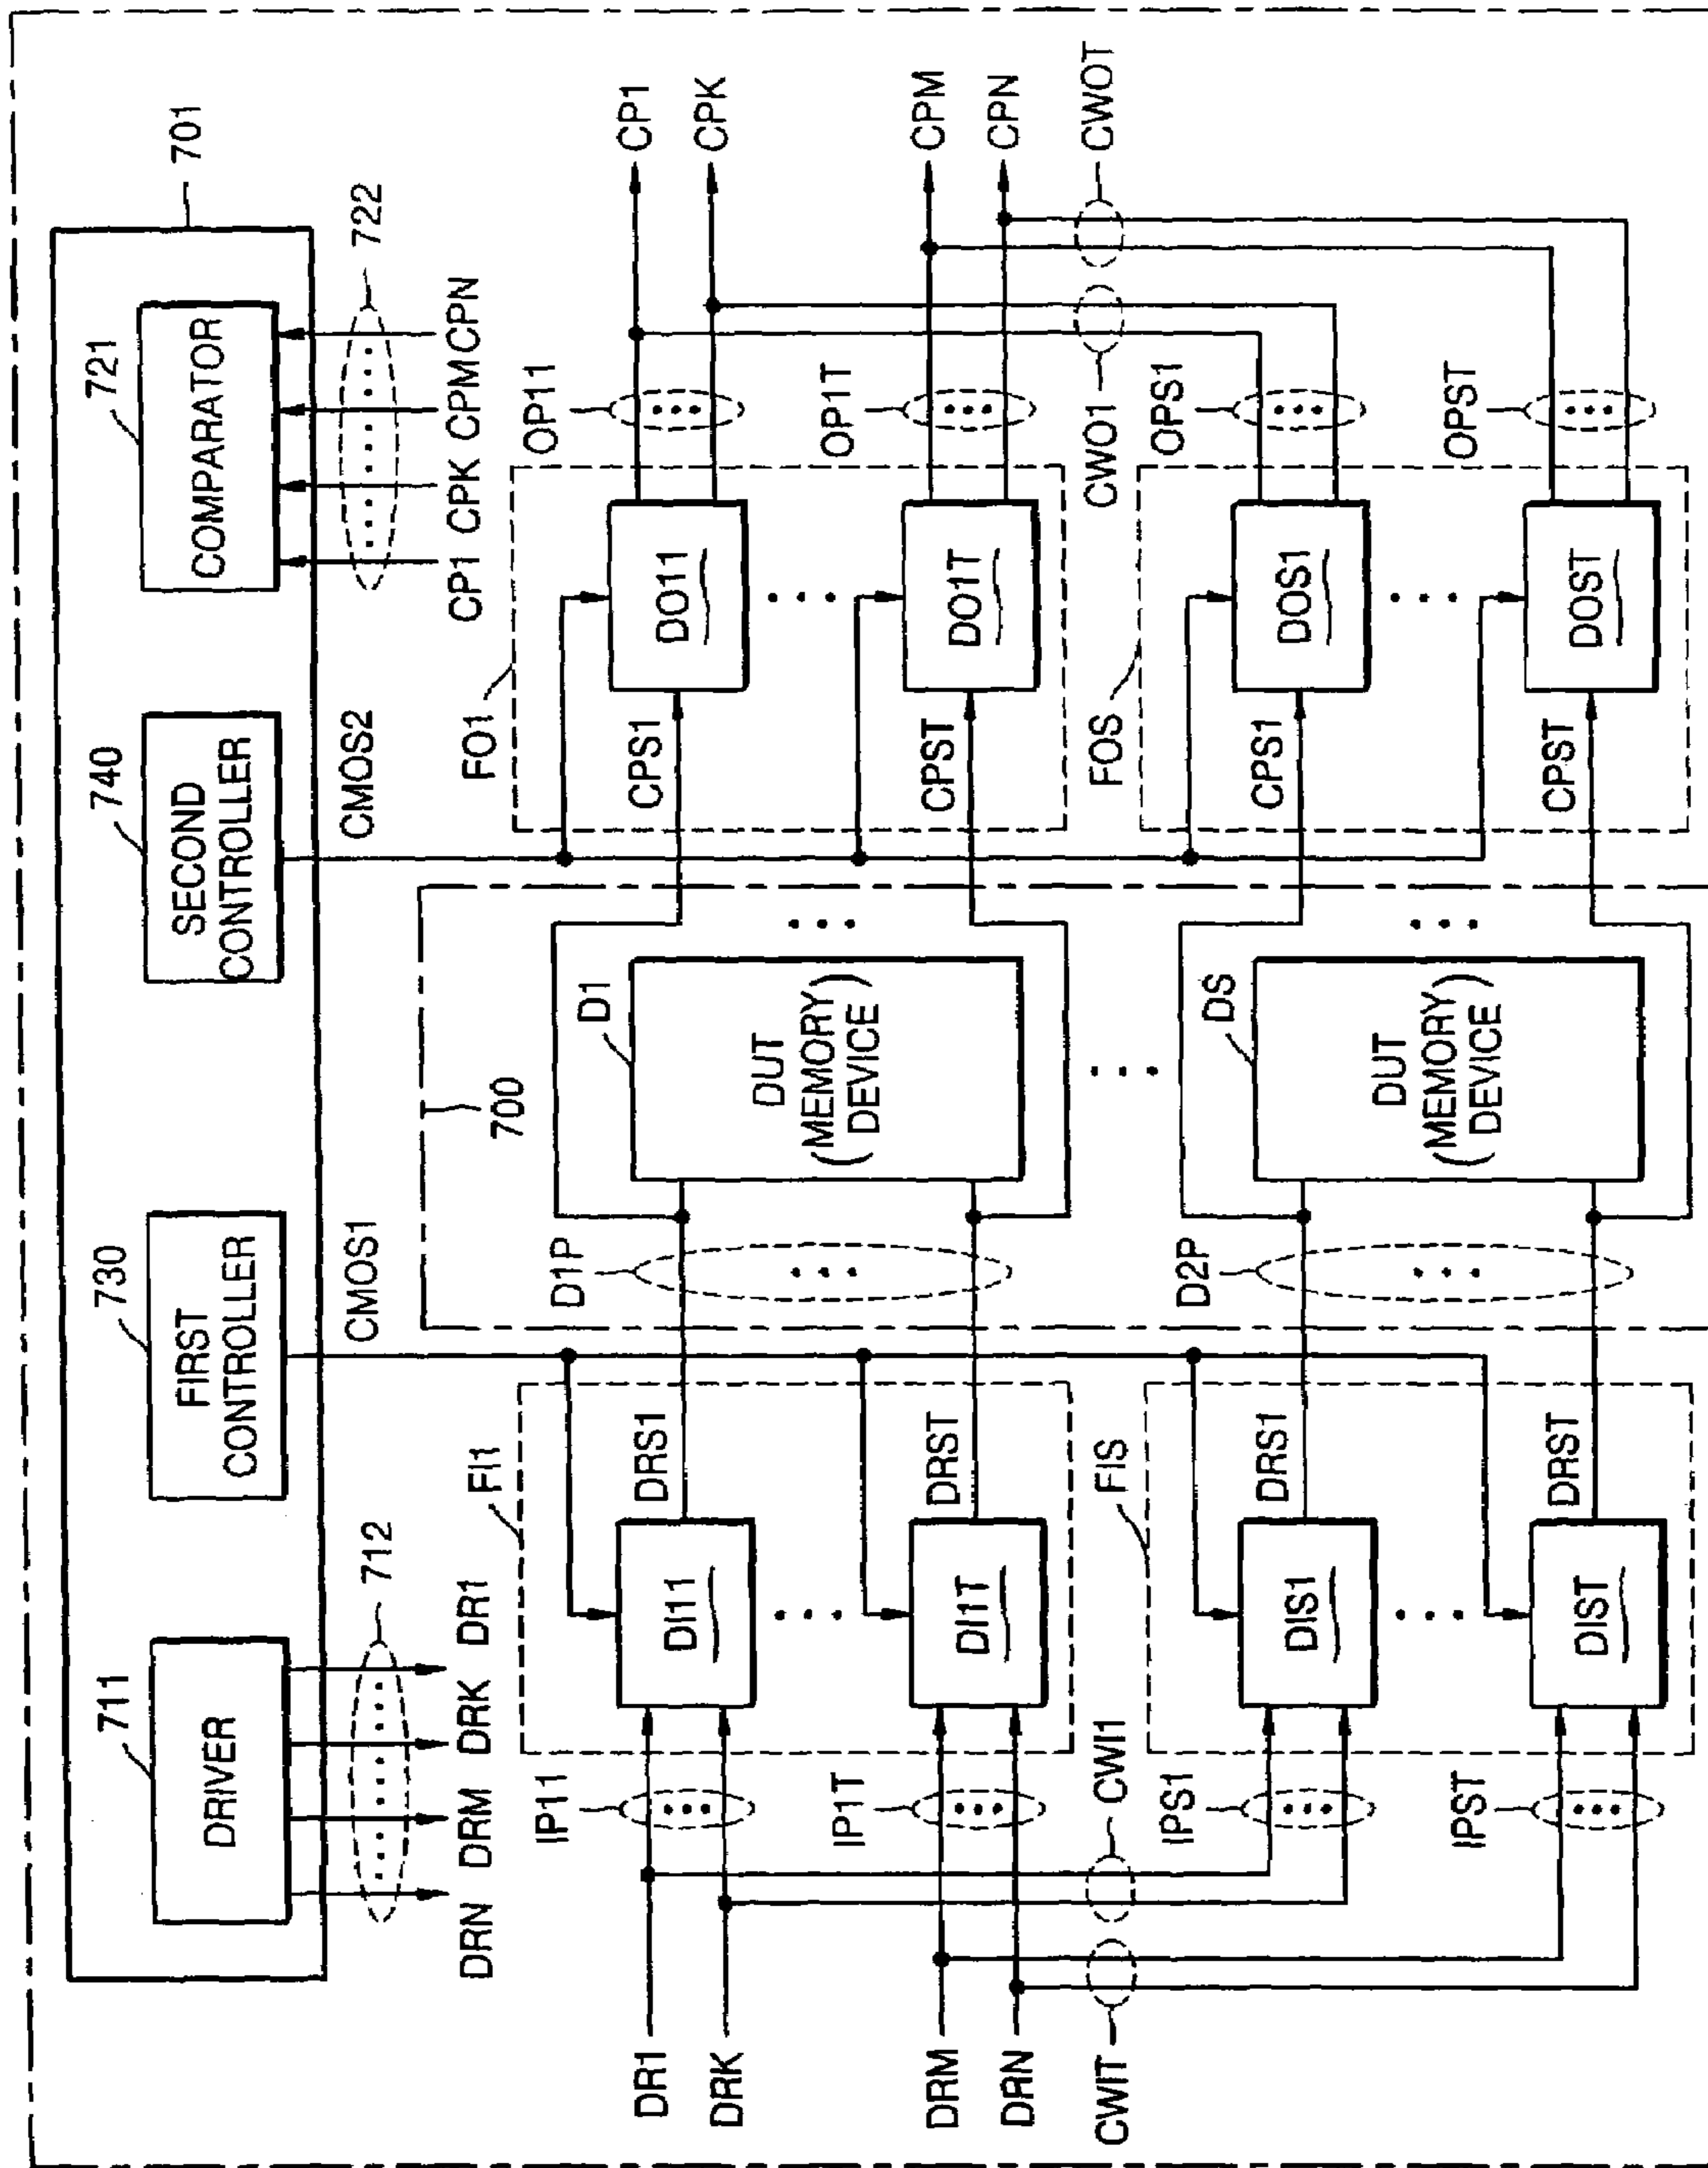 701
711
DRIVER
730
FIRST
CONTROLLER
740
SECOND
CONTROLLER
721
COMPARATOR
712
722
DRN DRM DRK DR1
CMOS1
CMOS2
CP1 CPK CPM CPN
FI1
700
FO1
DR1
DRK
IP11
DI11
DRS1
D1P
D1
DUT
(MEMORY
DEVICE)
CPS1
DO11
OP11
CP1
CPK
DRM
DRN
IP1T
DI1T
DRST
CPST
DO1T
OP1T
CPM
CPN
CWIT
CWI1
FIS
FOS
CWO1
CWOT
IPS1
DIS1
DRS1
D2P
DS
DUT
(MEMORY
DEVICE)
CPS1
DOS1
OPS1
IPST
DIST
DRST
CPST
DOST
OPST